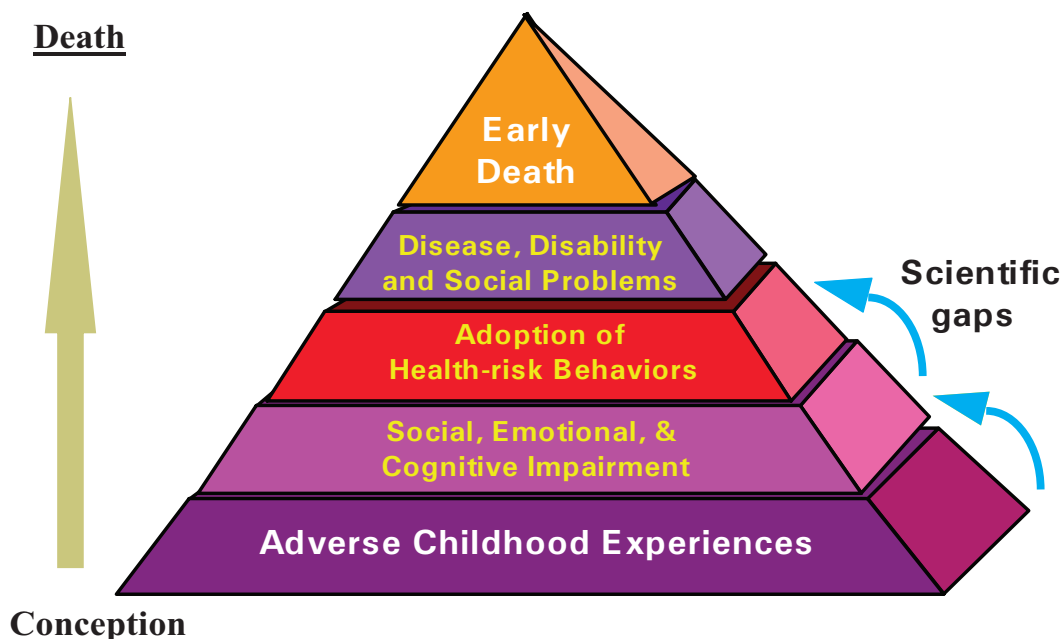 Death
Early
Death
Disease, Disability
and Social Problems
Scientific
gaps
Adoption of
Health-risk Behaviors
Social, Emotional, &
Cognitive Impairment
Adverse Childhood Experiences
Conception